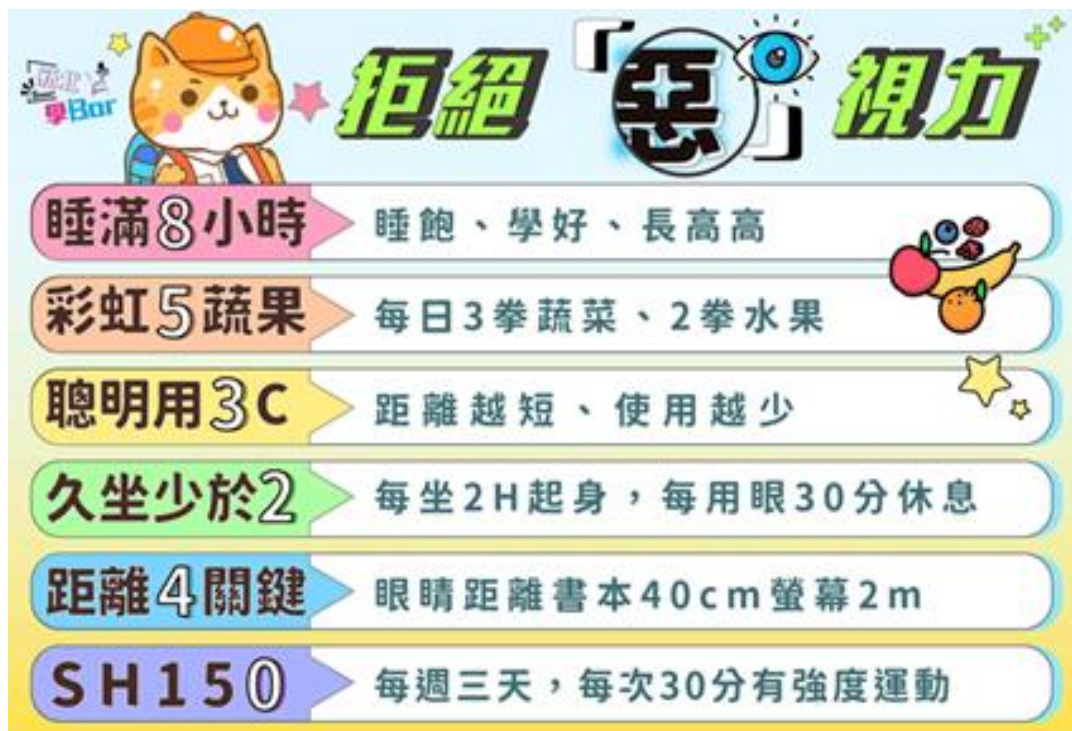 學Bar
拒絕「惡」視力
睡滿8小時
睡飽、學好、長高高
彩虹5蔬果
每日3拳蔬菜、2拳水果
聰明用3C
距離越短、使用越少
久坐少於2
每坐2H起身，每用眼30分休息
距離4關鍵
眼睛距離書本40cm螢幕2m
SH150
每週三天，每次30分有強度運動